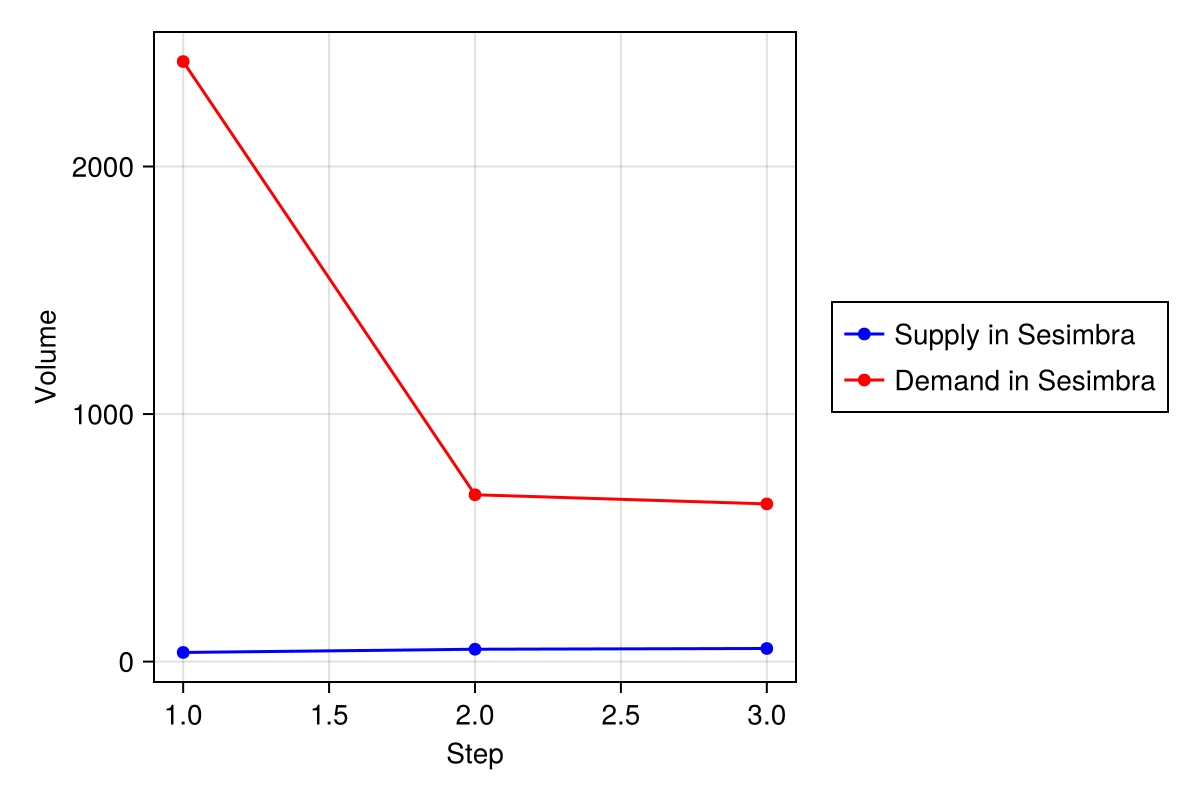 2000
1000
0
Volume
1.0 1.5 2.0 2.5 3.0
Step
Supply in Sesimbra
Demand in Sesimbra